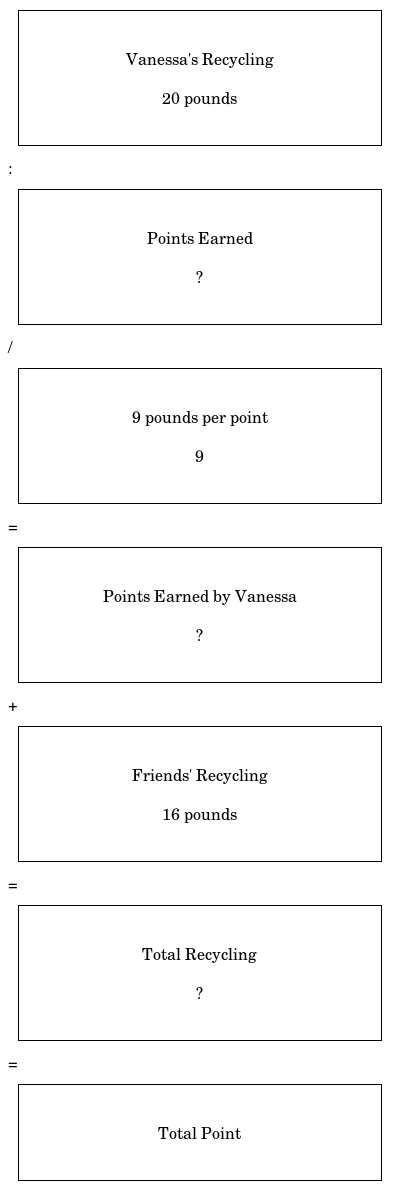 Vanessa's Recycling
20 pounds
:
Points Earned
?
/
9 pounds per point
9
=
Points Earned by Vanessa
?
+
Friends' Recycling
16 pounds
=
Total Recycling
?
=
Total Point